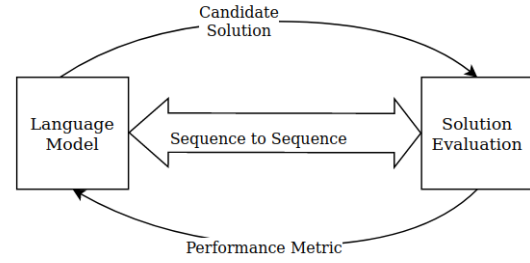 Candidate
Solution
Language
Model
Sequence to Sequence
Solution
Evaluation
Performance Metric